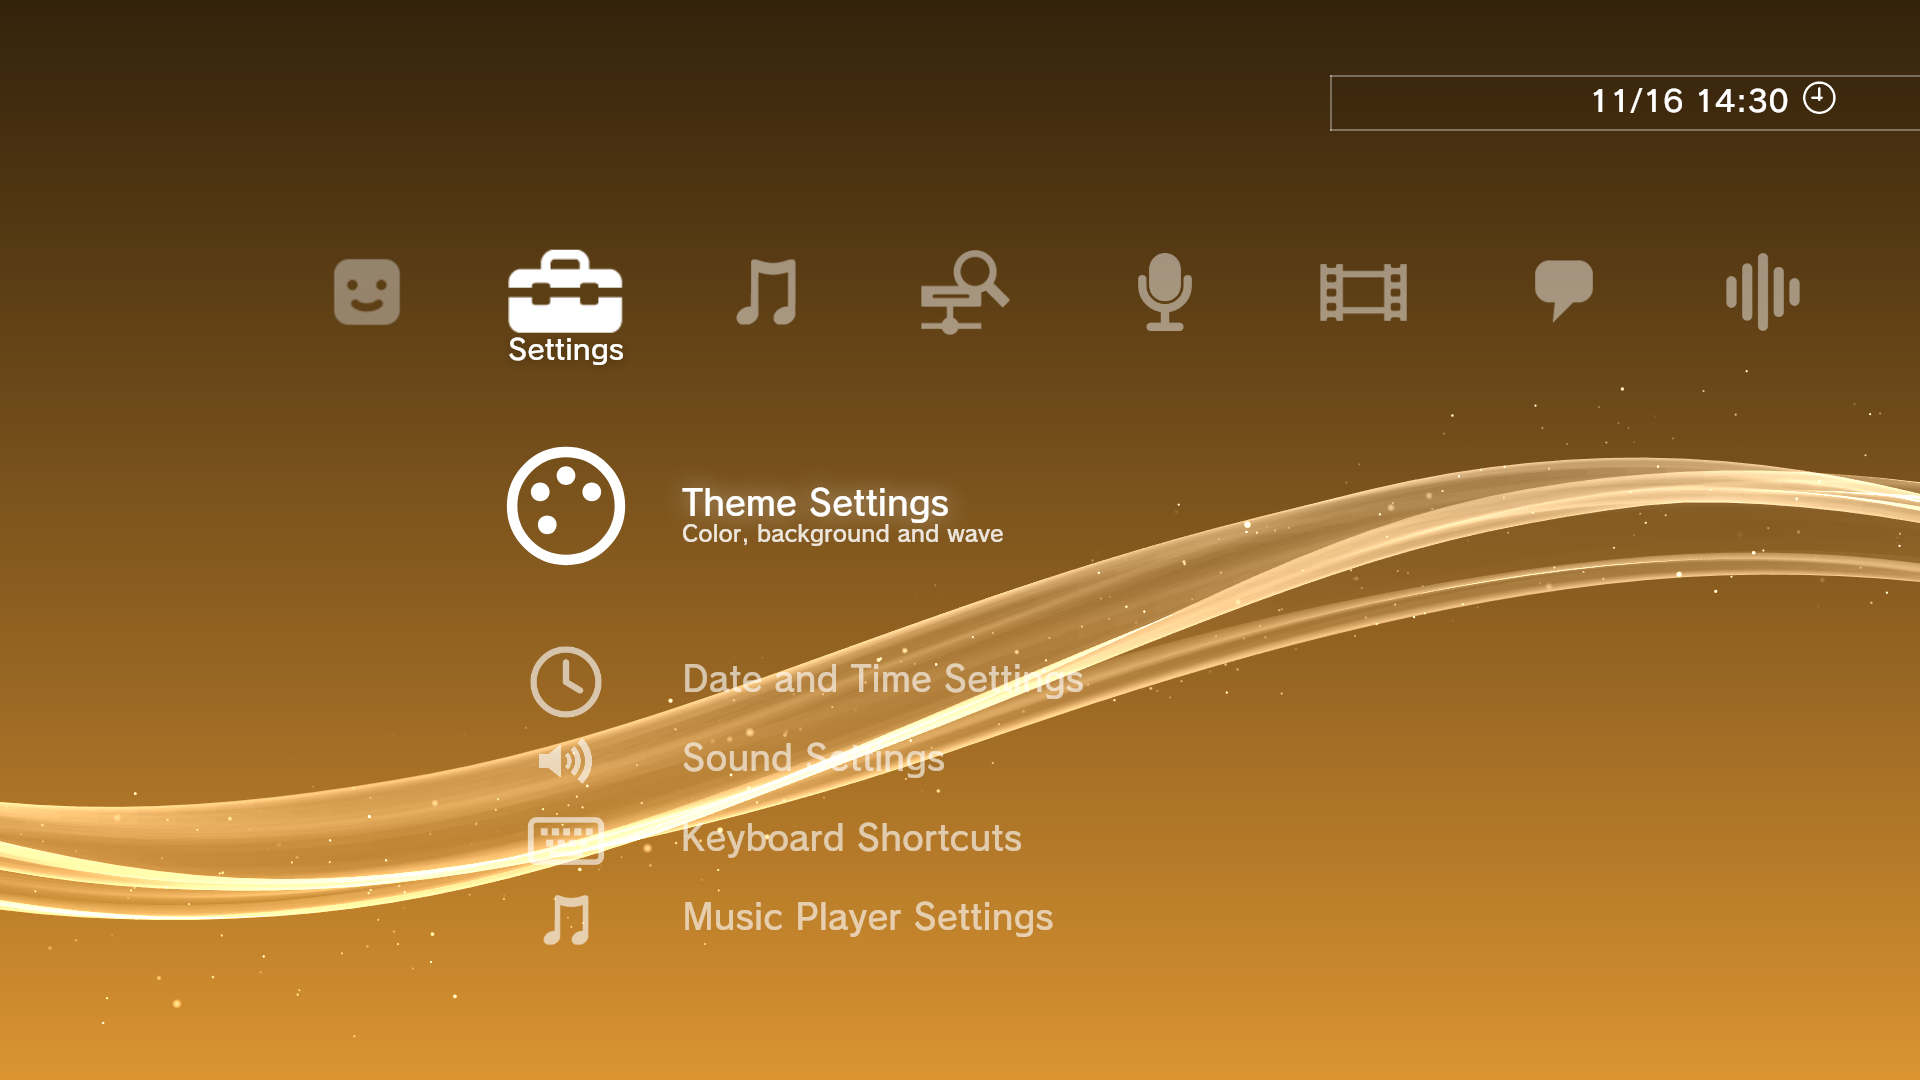 11/16 14:30
Settings
Theme Settings
Color, background and wave
Date and Time Settings
Sound Settings
Keyboard Shortcuts
Music Player Settings